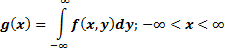 g(x) = ∫_{-∞}^{∞} f(x, y)dy; -∞ < x < ∞